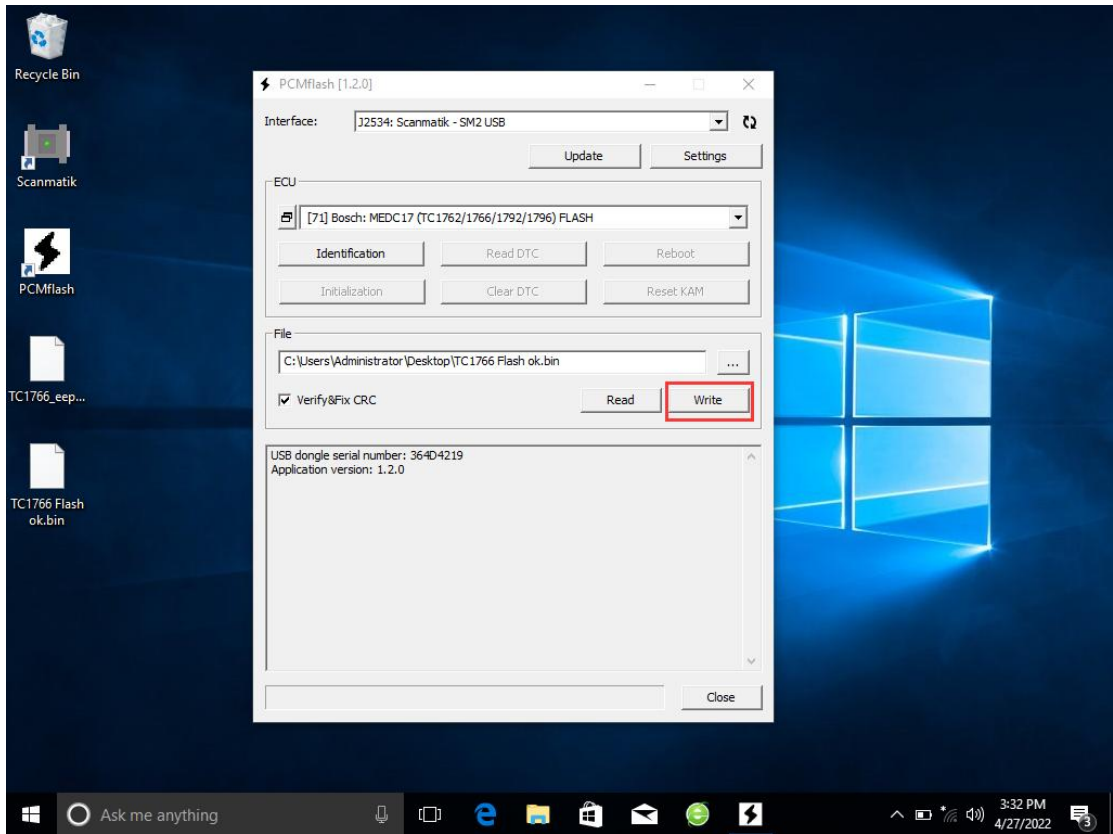 Recycle Bin
Scanmatik
PCMflash
TC1766_eep...
TC1766 Flash
ok.bin
PCMflash [1.2.0]
Interface:
J2534: Scanmatik - SM2 USB
Update
Settings
ECU
[71] Bosch: MEDC17 (TC1762/1766/1792/1796) FLASH
Identification
Read DTC
Reboot
Initialization
Clear DTC
Reset KAM
File
C:\Users\Administrator\Desktop\TC1766 Flash ok.bin
...
Verify&Fix CRC
Read
Write
USB dongle serial number: 364D4219
Application version: 1.2.0
Close
Ask me anything
3:32 PM
4/27/2022
3